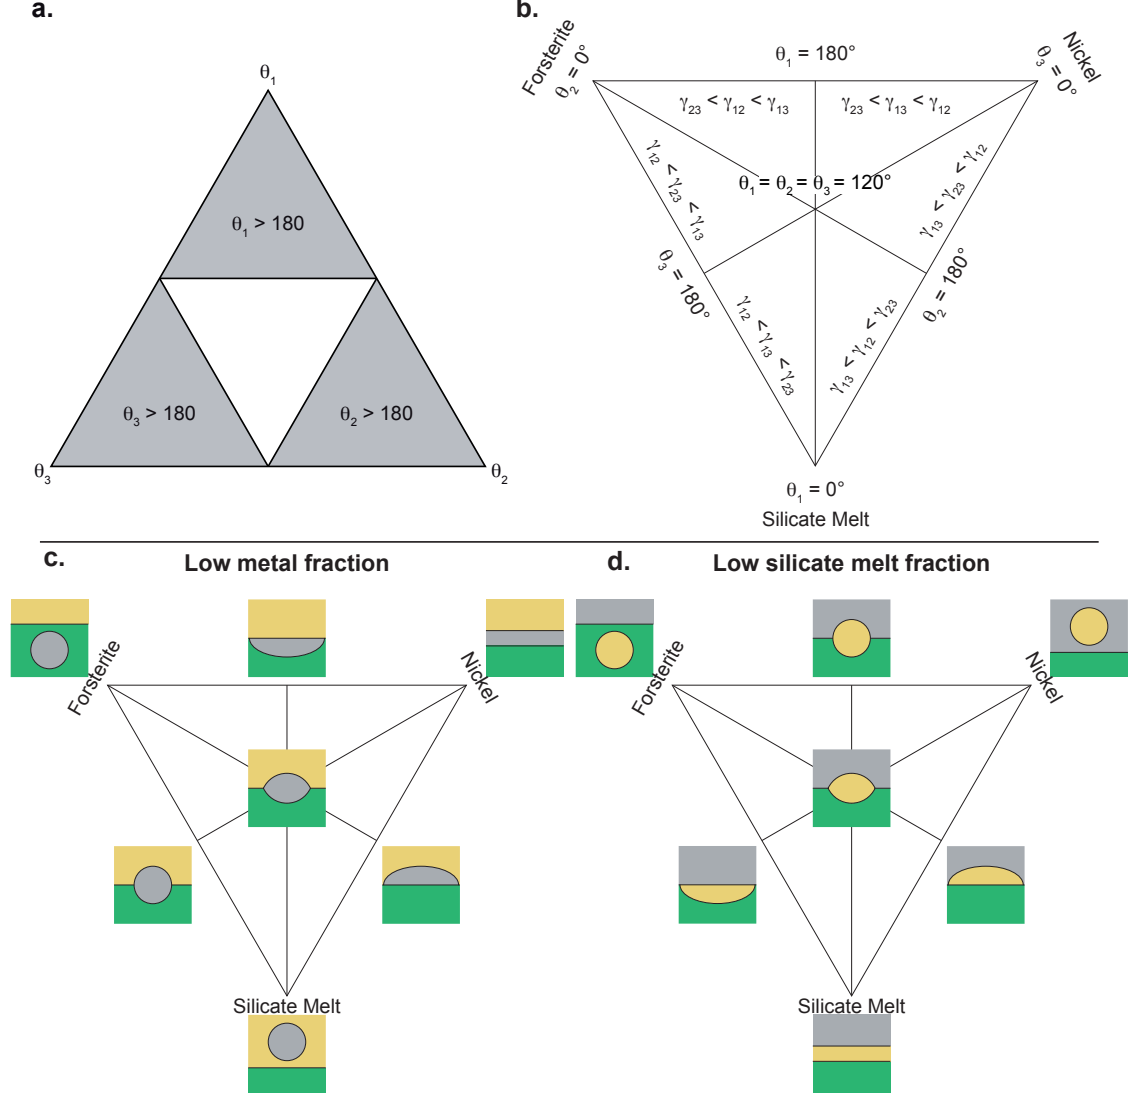 a.
θ1
θ1 > 180
θ3 > 180
θ2 > 180
θ3
θ2
b.
Forsterite
θ2 = 0°
θ1 = 180°
Nickel
θ3 = 0°
γ23 < γ12 < γ13
γ23 < γ13 < γ12
γ12 < γ23 < γ13
θ1 = θ2 = θ3 = 120°
γ13 < γ23 < γ12
θ3 = 180°
θ2 = 180°
γ12 < γ13 < γ23
γ13 < γ12 < γ23
θ1 = 0°
Silicate Melt
c.
Low metal fraction
Forsterite
Nickel
Silicate Melt
d.
Low silicate melt fraction
Forsterite
Nickel
Silicate Melt